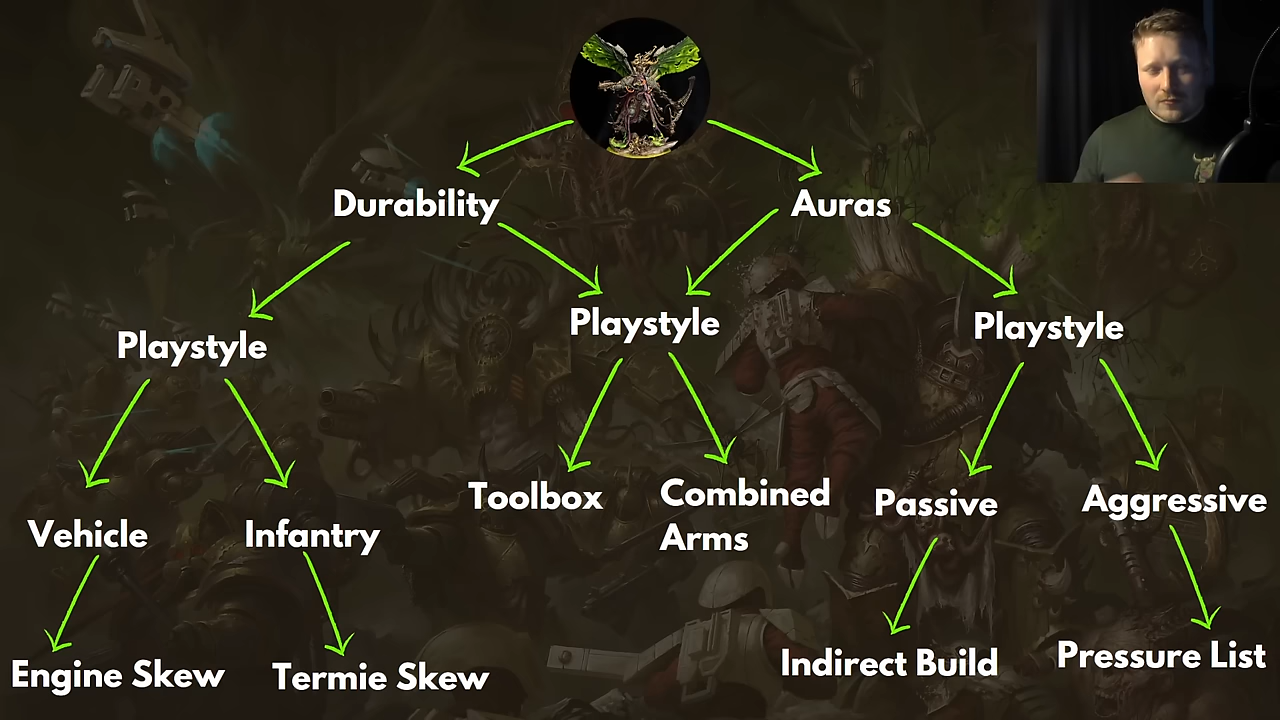 Durability
Auras
Playstyle
Playstyle
Playstyle
Toolbox
Combined
Arms
Passive
Aggressive
Vehicle
Infantry
Engine Skew
Termie Skew
Indirect Build
Pressure List